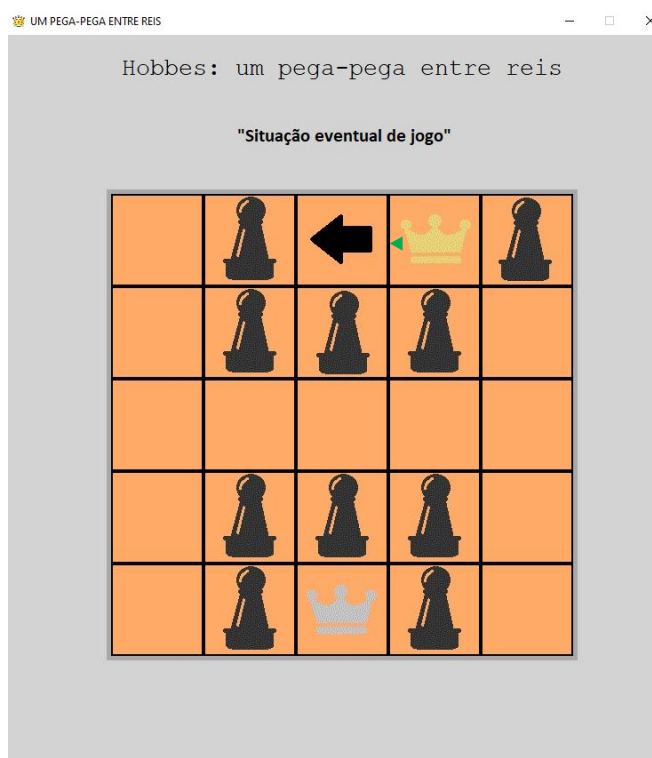 UM PEGA-PEGA ENTRE REIS
Hobbes: um pega-pega entre reis
"Situação eventual de jogo"